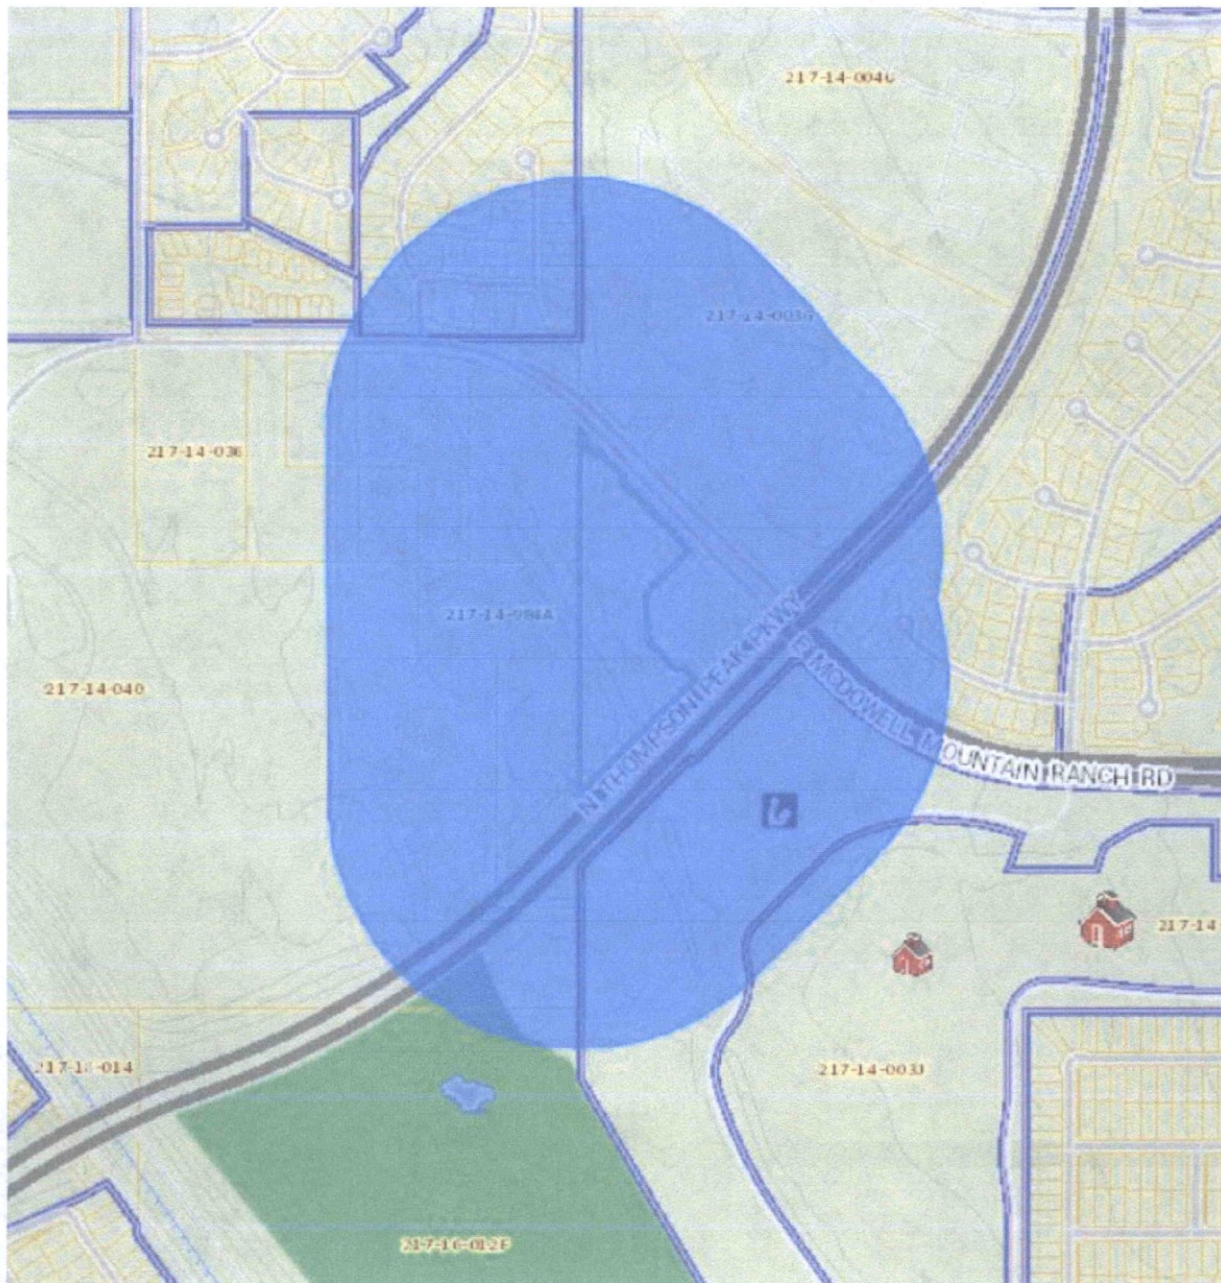 217-14-004G
217-14-003G
217-14-036
217-14-984A
217-14-040
N THOMPSON PEAK PKWY
E MCDOWELL MOUNTAIN RANCH RD
217-14
217-14-003J
217-16-012F